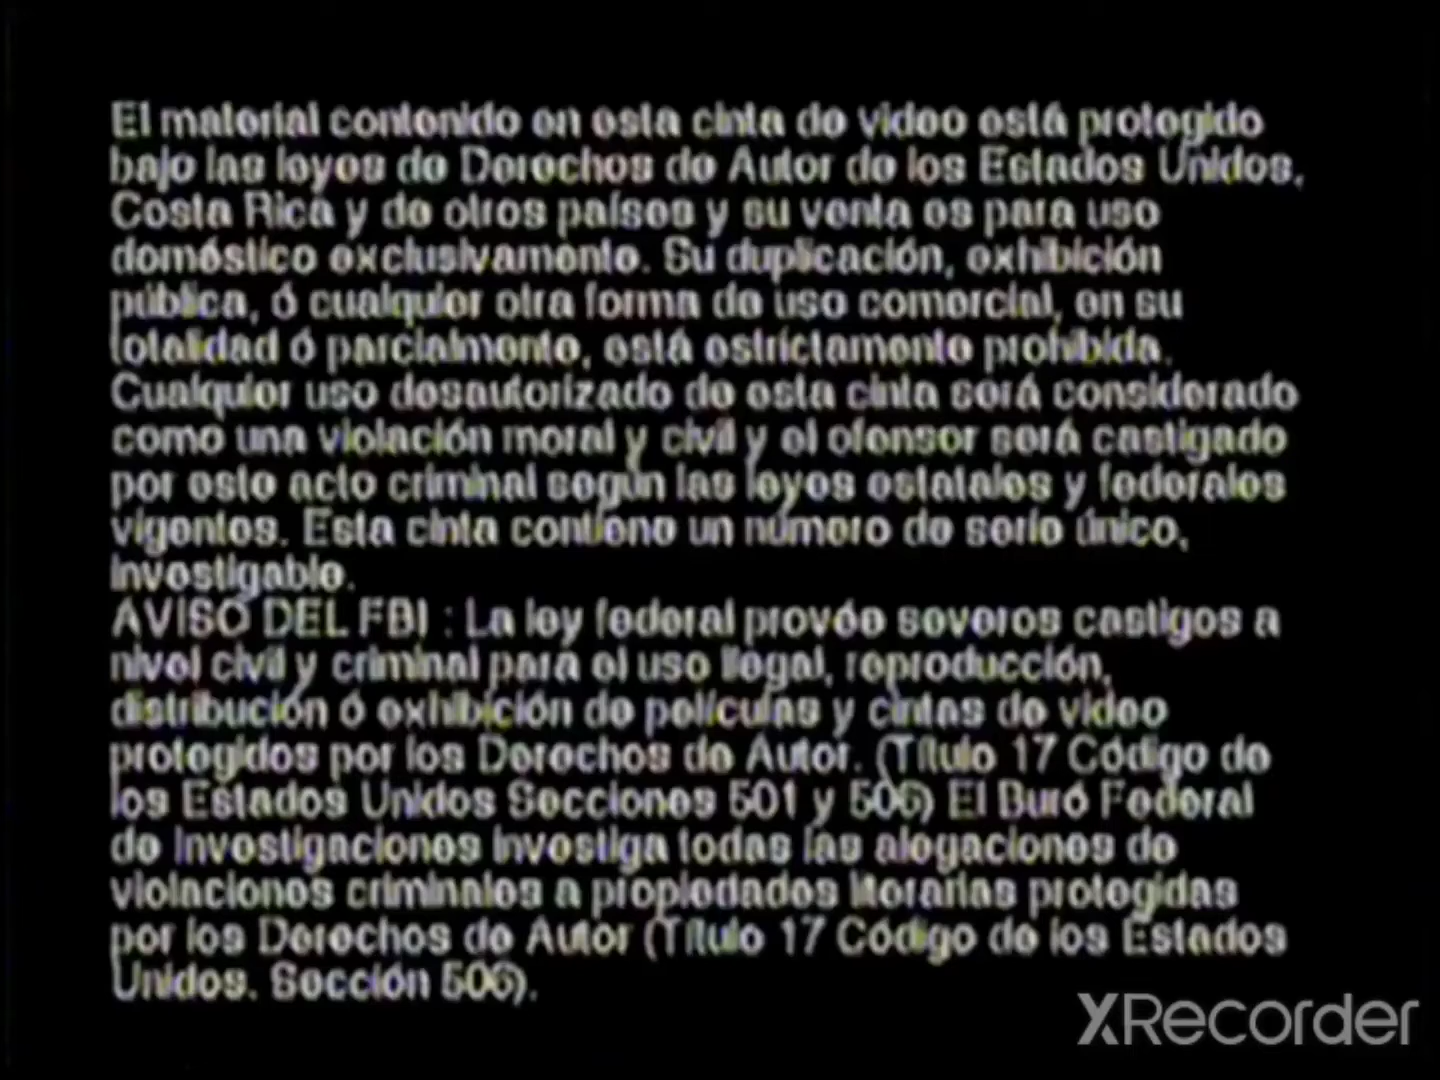 El material contenido en esta cinta de video está protegido
bajo las leyes de Derechos de Autor de los Estados Unidos,
Costa Rica y de otros países y su venta es para uso
doméstico exclusivamente. Su duplicación, exhibición
pública, ó cualquier otra forma de uso comercial, en su
totalidad ó parcialmente, está estrictamente prohibida.
Cualquier uso desautorizado de esta cinta será considerado
como una violación moral y civil y el ofensor será castigado
por esto acto criminal según las leyes estatales y federales
vigentes. Esta cinta contiene un número de serie único,
investigable.
AVISO DEL FBI : La ley federal provée severos castigos a
nivel civil y criminal para el uso ilegal, reproducción,
distribución ó exhibición de películas y cintas de video
protegidos por los Derechos de Autor. (Título 17 Código de
los Estados Unidos Secciones 501 y 506) El Buró Federal
de Investigaciones investiga todas las alegaciones de
violaciones criminales a propiedades literarias protegidas
por los Derechos de Autor (Título 17 Código de los Estados
Unidos. Sección 506).
XRecorder